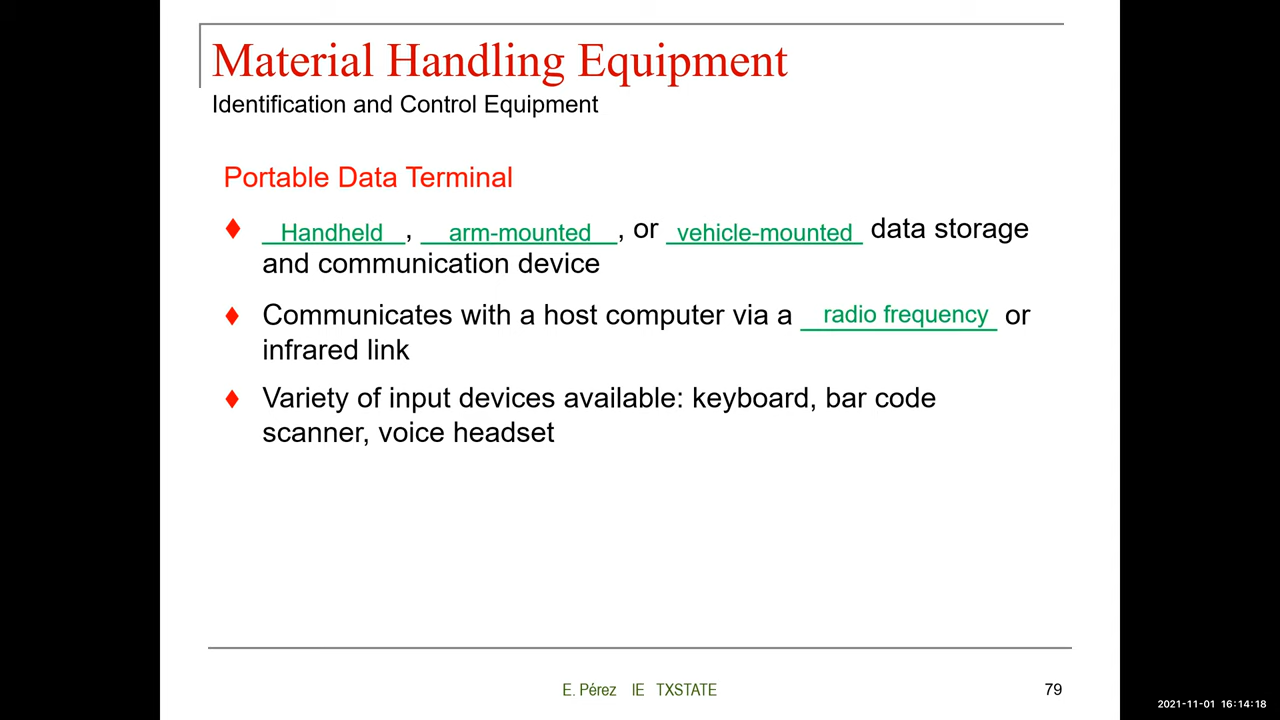 Material Handling Equipment
Identification and Control Equipment
Portable Data Terminal
Handheld, arm-mounted, or vehicle-mounted data storage
and communication device
Communicates with a host computer via a radio frequency or
infrared link
Variety of input devices available: keyboard, bar code
scanner, voice headset
E. Pérez IE TXSTATE
79
2021-11-01 16:14:18